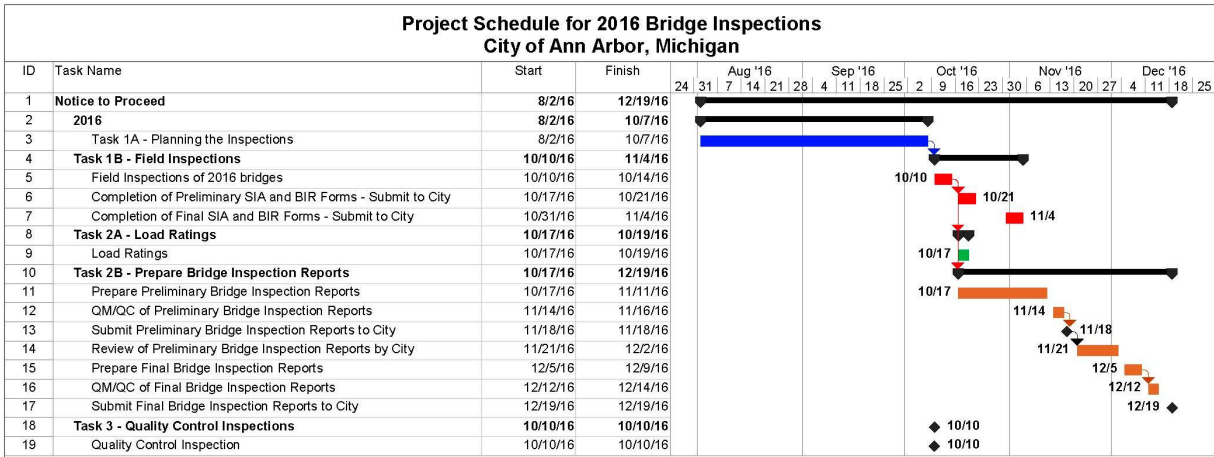 Project Schedule for 2016 Bridge Inspections
City of Ann Arbor, Michigan
ID Task Name Start Finish Aug '16 Sep '16 Oct '16 Nov '16 Dec '16
24 31 7 14 21 28 4 11 18 25 2 9 16 23 30 6 13 20 27 4 11 18 25
1 Notice to Proceed 8/2/16 12/19/16
2 2016 8/2/16 10/7/16
3 Task 1A - Planning the Inspections 8/2/16 10/7/16
4 Task 1B - Field Inspections 10/10/16 11/4/16
5 Field Inspections of 2016 bridges 10/10/16 10/14/16 10/10
6 Completion of Preliminary SIA and BIR Forms - Submit to City 10/17/16 10/21/16 10/21
7 Completion of Final SIA and BIR Forms - Submit to City 10/31/16 11/4/16 11/4
8 Task 2A - Load Ratings 10/17/16 10/19/16
9 Load Ratings 10/17/16 10/19/16 10/17
10 Task 2B - Prepare Bridge Inspection Reports 10/17/16 12/19/16
11 Prepare Preliminary Bridge Inspection Reports 10/17/16 11/11/16 10/17
12 QM/QC of Preliminary Bridge Inspection Reports 11/14/16 11/16/16 11/14
13 Submit Preliminary Bridge Inspection Reports to City 11/18/16 11/18/16 11/18
14 Review of Preliminary Bridge Inspection Reports by City 11/21/16 12/2/16 11/21
15 Prepare Final Bridge Inspection Reports 12/5/16 12/9/16 12/5
16 QM/QC of Final Bridge Inspection Reports 12/12/16 12/14/16 12/12
17 Submit Final Bridge Inspection Reports to City 12/19/16 12/19/16 12/19
18 Task 3 - Quality Control Inspections 10/10/16 10/10/16 10/10
19 Quality Control Inspection 10/10/16 10/10/16 10/10